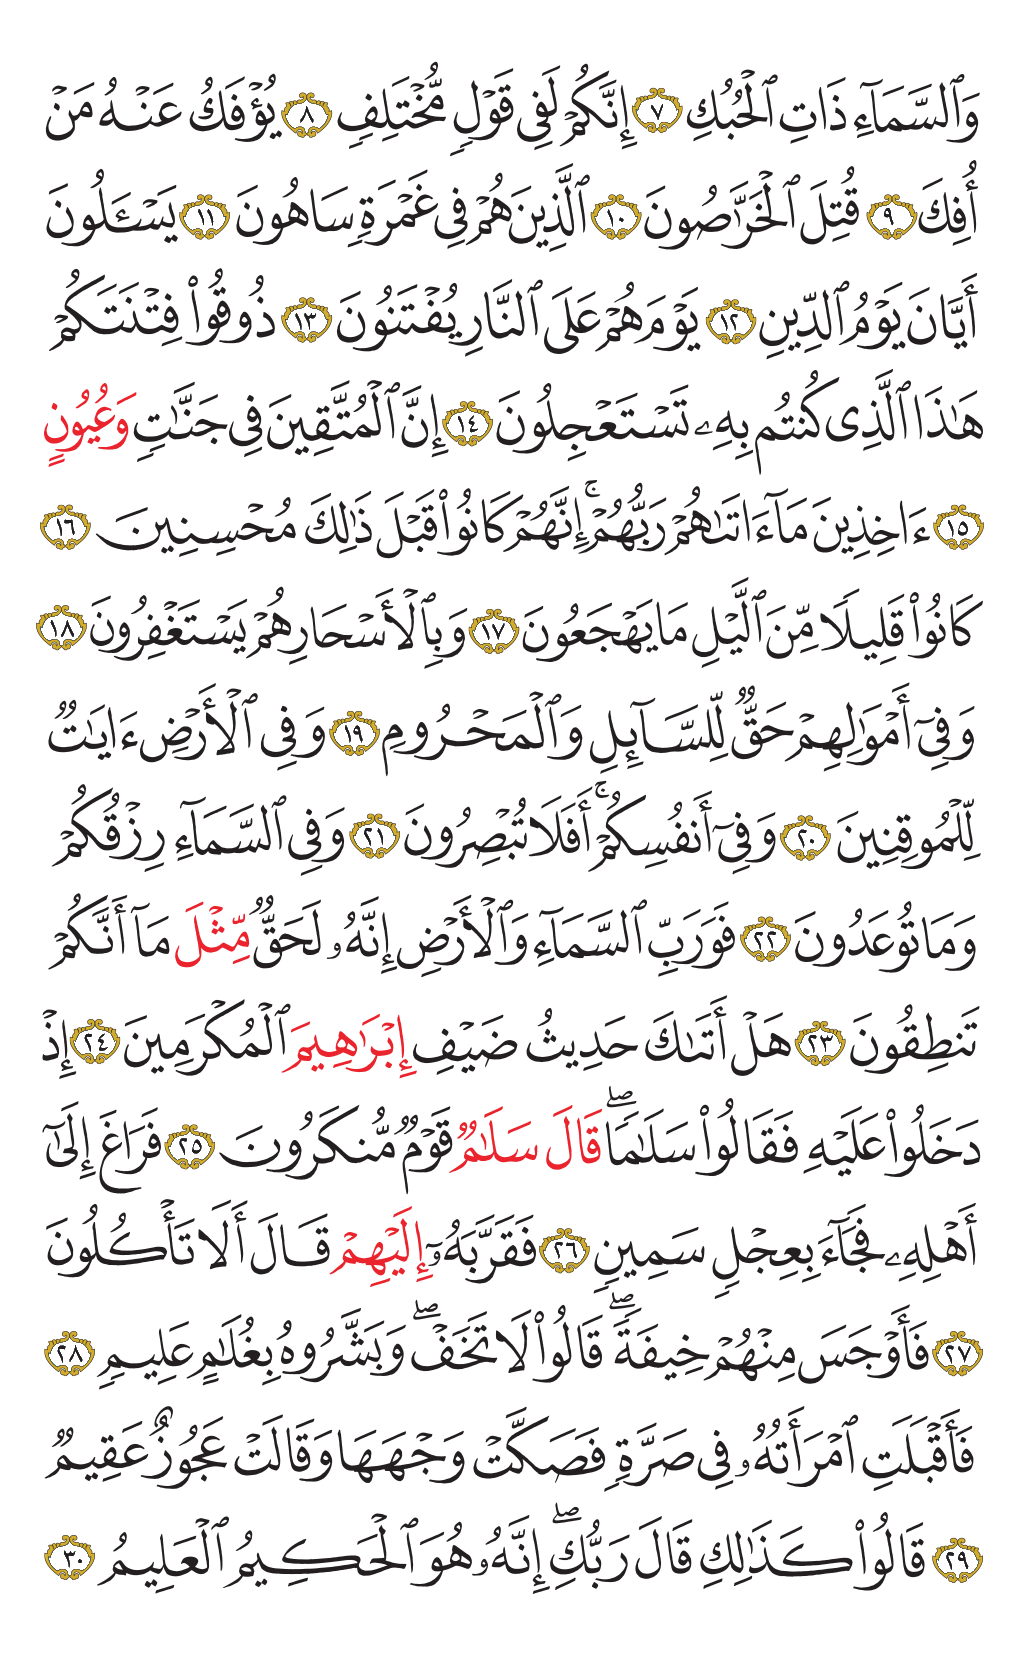 وَٱلسَّمَآءِ ذَاتِ ٱلْحُبُكِ ٧ إِنَّكُمْ لَفِى قَوْلٍ مُّخْتَلِفٍ ٨ يُؤْفَكُ عَنْهُ مَنْ
أُفِكَ ٩ قُتِلَ ٱلْخَرَّٰصُونَ ١٠ ٱلَّذِينَ هُمْ فِى غَمْرَةٍ سَاهُونَ ١١ يَسْـَٔلُونَ
أَيَّانَ يَوْمُ ٱلدِّينِ ١٢ يَوْمَ هُمْ عَلَى ٱلنَّارِ يُفْتَنُونَ ١٣ ذُوقُوا۟ فِتْنَتَكُمْ
هَٰذَا ٱلَّذِى كُنتُم بِهِۦ تَسْتَعْجِلُونَ ١٤ إِنَّ ٱلْمُتَّقِينَ فِى جَنَّٰتٍ وَعُيُونٍ
١٥ ءَاخِذِينَ مَآ ءَاتَىٰهُمْ رَبُّهُمْ ۚ إِنَّهُمْ كَانُوا۟ قَبْلَ ذَٰلِكَ مُحْسِنِينَ ١٦
كَانُوا۟ قَلِيلًا مِّنَ ٱلَّيْلِ مَا يَهْجَعُونَ ١٧ وَبِٱلْأَسْحَارِ هُمْ يَسْتَغْفِرُونَ ١٨
وَفِىٓ أَمْوَٰلِهِمْ حَقٌّ لِّلسَّآئِلِ وَٱلْمَحْرُومِ ١٩ وَفِى ٱلْأَرْضِ ءَايَٰتٌ
لِّلْمُوقِنِينَ ٢٠ وَفِىٓ أَنفُسِكُمْ ۚ أَفَلَا تُبْصِرُونَ ٢١ وَفِى ٱلسَّمَآءِ رِزْقُكُمْ
وَمَا تُوعَدُونَ ٢٢ فَوَرَبِّ ٱلسَّمَآءِ وَٱلْأَرْضِ إِنَّهُۥ لَحَقٌّ مِّثْلَ مَآ أَنَّكُمْ
تَنطِقُونَ ٢٣ هَلْ أَتَىٰكَ حَدِيثُ ضَيْفِ إِبْرَٰهِيمَ ٱلْمُكْرَمِينَ ٢٤ إِذْ
دَخَلُوا۟ عَلَيْهِ فَقَالُوا۟ سَلَٰمًا ۖ قَالَ سَلَٰمٌ قَوْمٌ مُّنكَرُونَ ٢٥ فَرَاغَ إِلَىٰٓ
أَهْلِهِۦ فَجَآءَ بِعِجْلٍ سَمِينٍ ٢٦ فَقَرَّبَهُۥٓ إِلَيْهِمْ قَالَ أَلَا تَأْكُلُونَ
٢٧ فَأَوْجَسَ مِنْهُمْ خِيفَةً ۖ قَالُوا۟ لَا تَخَفْ ۖ وَبَشَّرُوهُ بِغُلَٰمٍ عَلِيمٍ ٢٨
فَأَقْبَلَتِ ٱمْرَأَتُهُۥ فِى صَرَّةٍ فَصَكَّتْ وَجْهَهَا وَقَالَتْ عَجُوزٌ عَقِيمٌ
٢٩ قَالُوا۟ كَذَٰلِكِ قَالَ رَبُّكِ ۖ إِنَّهُۥ هُوَ ٱلْحَكِيمُ ٱلْعَلِيمُ ٣٠